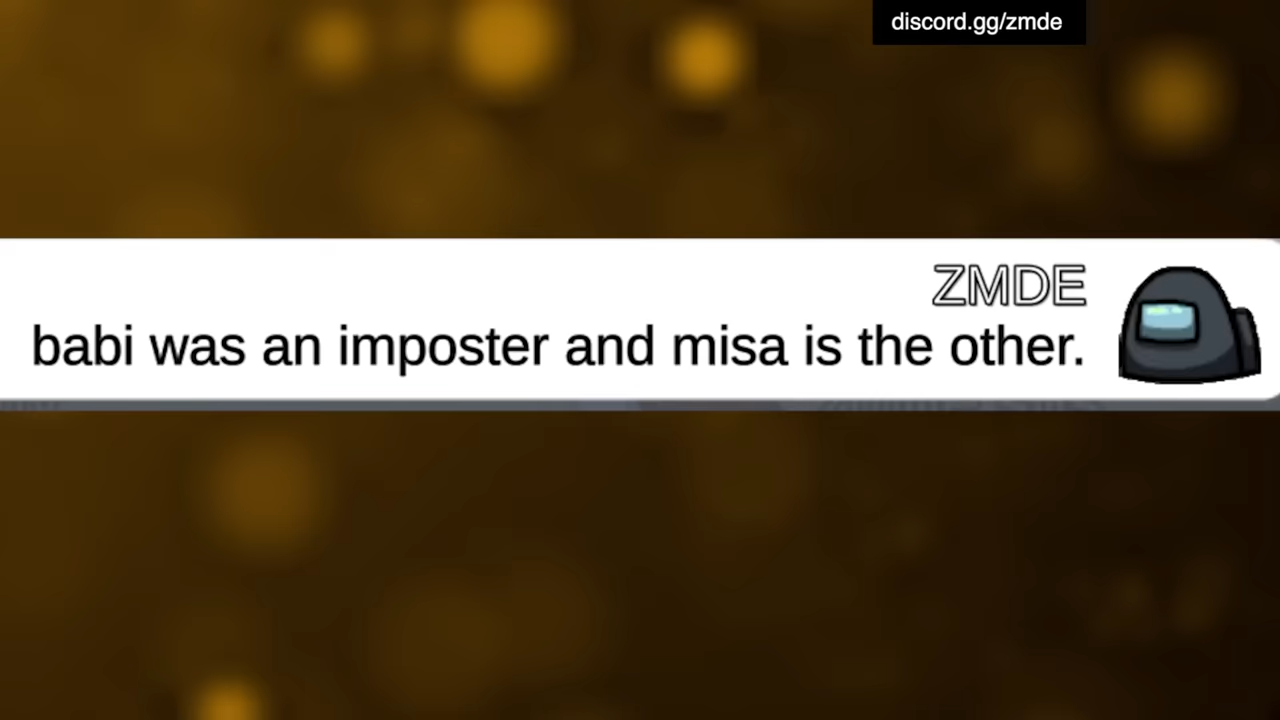 discord.gg/zmde
ZMDE
babi was an imposter and misa is the other.